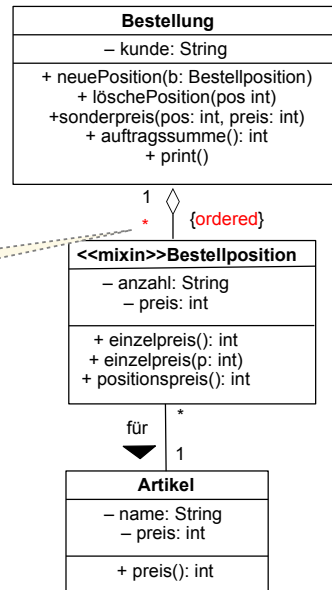 Bestellung
– kunde: String
+ neuePosition(b: Bestellposition)
+ löschePosition(pos int)
+sonderpreis(pos: int, preis: int)
+ auftragssumme(): int
+ print()
1
* {ordered}
<<mixin>>Bestellposition
– anzahl: String
– preis: int
+ einzelpreis(): int
+ einzelpreis(p: int)
+ positionspreis(): int
*
für
1
Artikel
– name: String
– preis: int
+ preis(): int